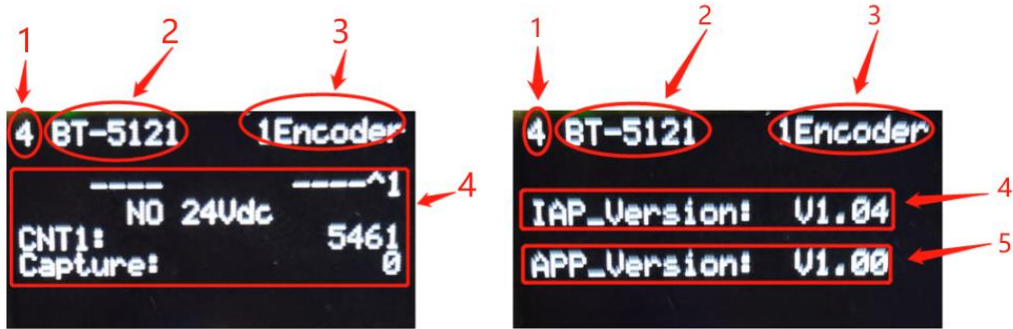 1 2 3
4 BT-5121 1Encoder
---- ----^1
4
NO 24Vdc
CNT1: 5461
Capture: 0
1 2 3
4 BT-5121 1Encoder
IAP_Version: V1.04
4
APP_Version: V1.00
5